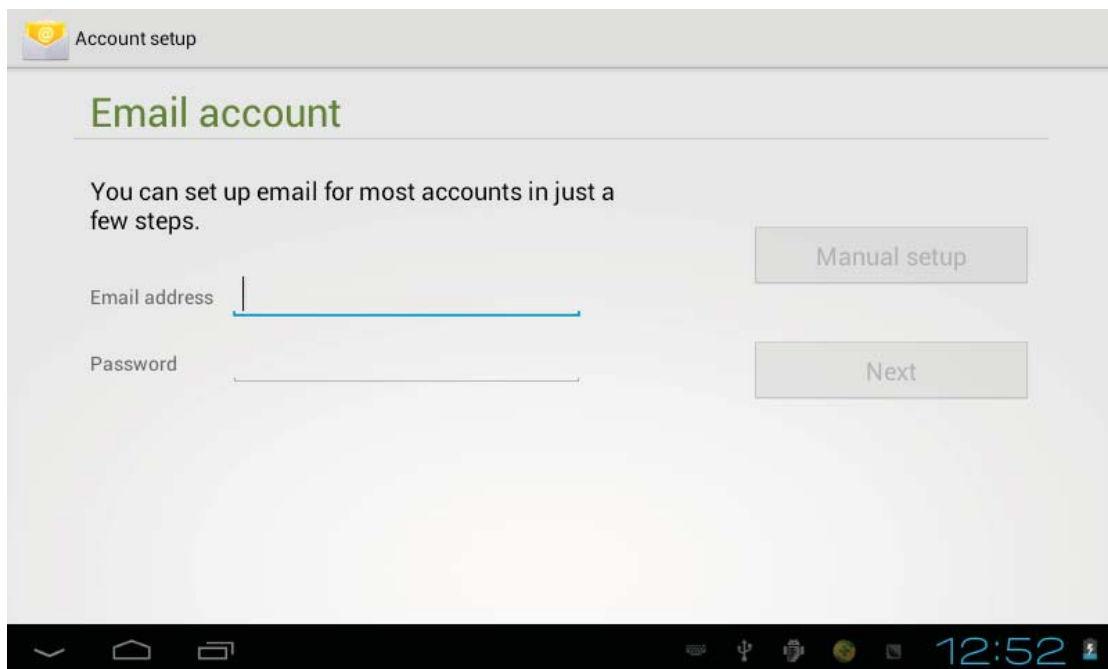 Account setup
Email account
You can set up email for most accounts in just a
few steps.
Manual setup
Email address
Password
Next
12:52